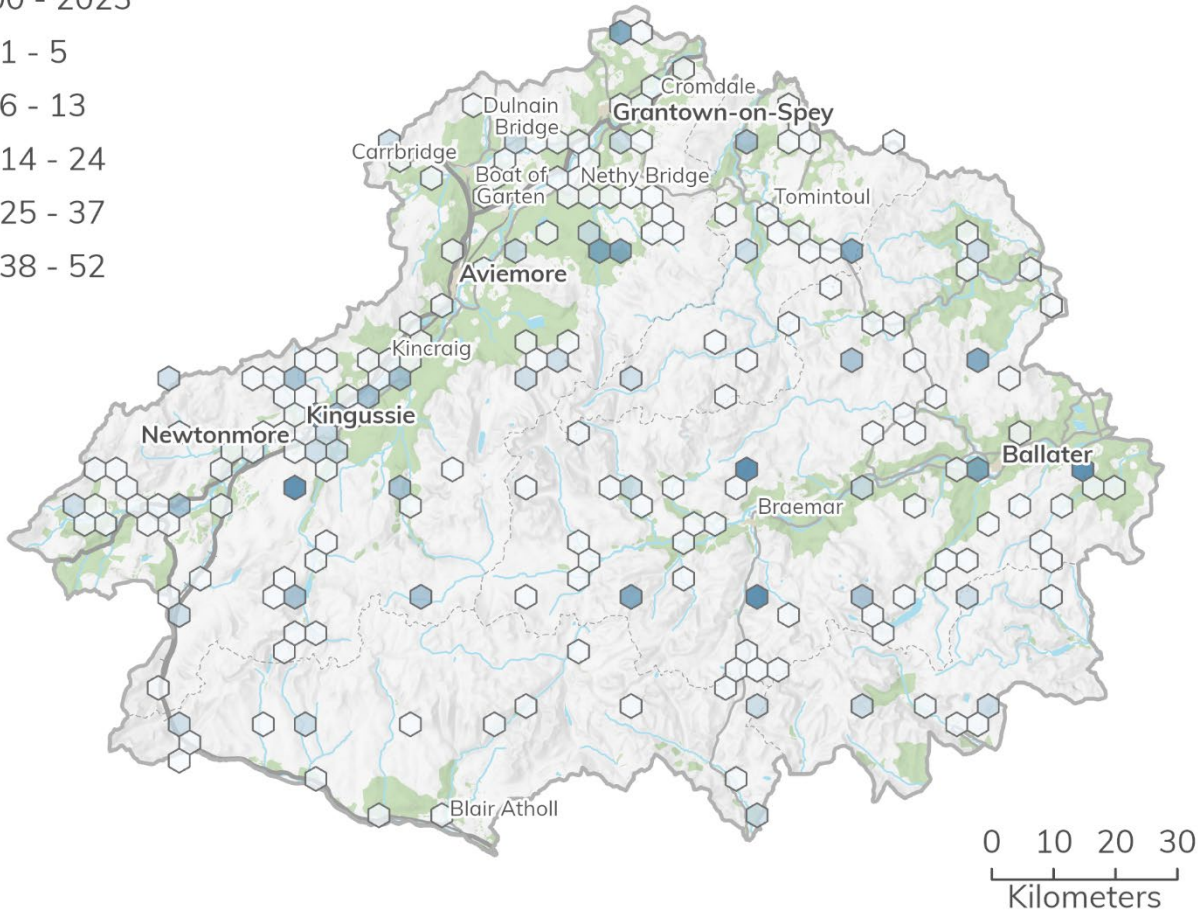 - 2023
1 - 5
6 - 13
14 - 24
25 - 37
38 - 52
Cromdale
Dulnain
Bridge
Grantown-on-Spey
Carrbridge
Boat of
Garten
Nethy Bridge
Tomintoul
Aviemore
Kincraig
Kingussie
Newtonmore
Ballater
Braemar
Blair Atholl
0 10 20 30
Kilometers